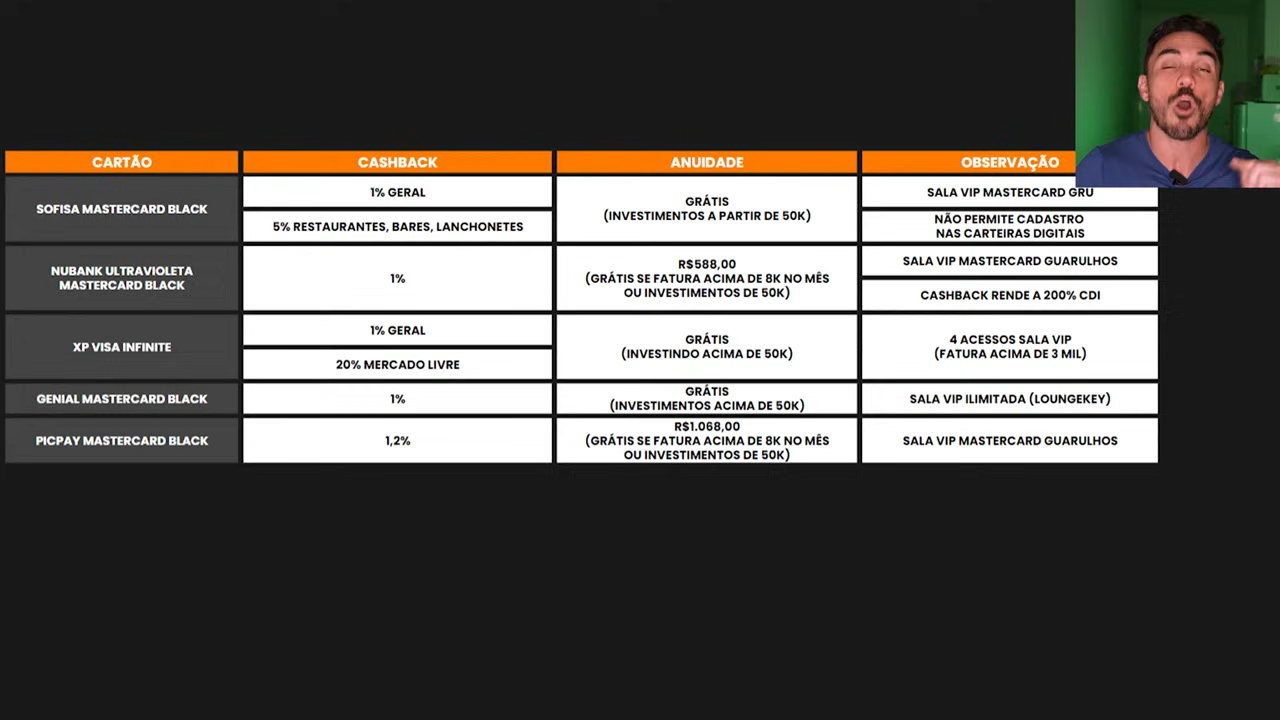 CARTÃO
CASHBACK
ANUIDADE
OBSERVAÇÃO
SOFISA MASTERCARD BLACK
1% GERAL
5% RESTAURANTES, BARES, LANCHONETES
GRÁTIS
(INVESTIMENTOS A PARTIR DE 50K)
SALA VIP MASTERCARD GRU
NÃO PERMITE CADASTRO
NAS CARTEIRAS DIGITAIS
NUBANK ULTRAVIOLETA
MASTERCARD BLACK
1%
R$588,00
(GRÁTIS SE FATURA ACIMA DE 8K NO MÊS
OU INVESTIMENTOS DE 50K)
SALA VIP MASTERCARD GUARULHOS
CASHBACK RENDE A 200% CDI
XP VISA INFINITE
1% GERAL
20% MERCADO LIVRE
GRÁTIS
(INVESTINDO ACIMA DE 50K)
4 ACESSOS SALA VIP
(FATURA ACIMA DE 3 MIL)
GENIAL MASTERCARD BLACK
1%
GRÁTIS
(INVESTIMENTOS ACIMA DE 50K)
SALA VIP ILIMITADA (LOUNGEKEY)
PICPAY MASTERCARD BLACK
1,2%
R$1.068,00
(GRÁTIS SE FATURA ACIMA DE 8K NO MÊS
OU INVESTIMENTOS DE 50K)
SALA VIP MASTERCARD GUARULHOS